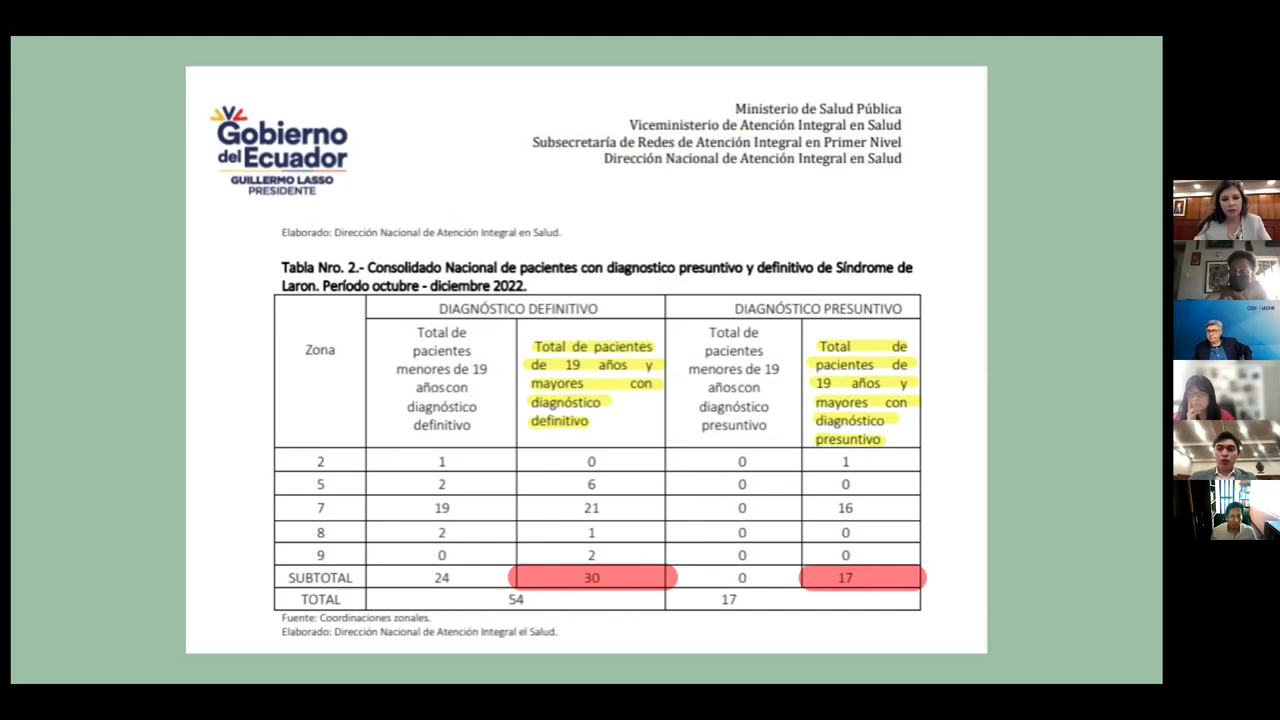 Gobierno
del Ecuador
GUILLERMO LASSO
PRESIDENTE
Ministerio de Salud Pública
Viceministerio de Atención Integral en Salud
Subsecretaría de Redes de Atención Integral en Primer Nivel
Dirección Nacional de Atención Integral en Salud
Elaborado: Dirección Nacional de Atención Integral en Salud.
Tabla Nro. 2.- Consolidado Nacional de pacientes con diagnostico presuntivo y definitivo de Síndrome de
Laron. Período octubre - diciembre 2022.
Zona
DIAGNÓSTICO DEFINITIVO
DIAGNÓSTICO PRESUNTIVO
Total de
pacientes
menores de 19
años con
diagnóstico
definitivo
Total de pacientes
de 19 años y
mayores con
diagnóstico
definitivo
Total de
pacientes
menores de 19
años con
diagnóstico
presuntivo
Total de
pacientes de
19 años y
mayores con
diagnóstico
presuntivo
2 1 0 0 1
5 2 6 0 0
7 19 21 0 16
8 2 1 0 0
9 0 2 0 0
SUBTOTAL 24 30 0 17
TOTAL 54 17
Fuente: Coordinaciones zonales.
Elaborado: Dirección Nacional de Atención Integral el Salud.
CIDH IACHR